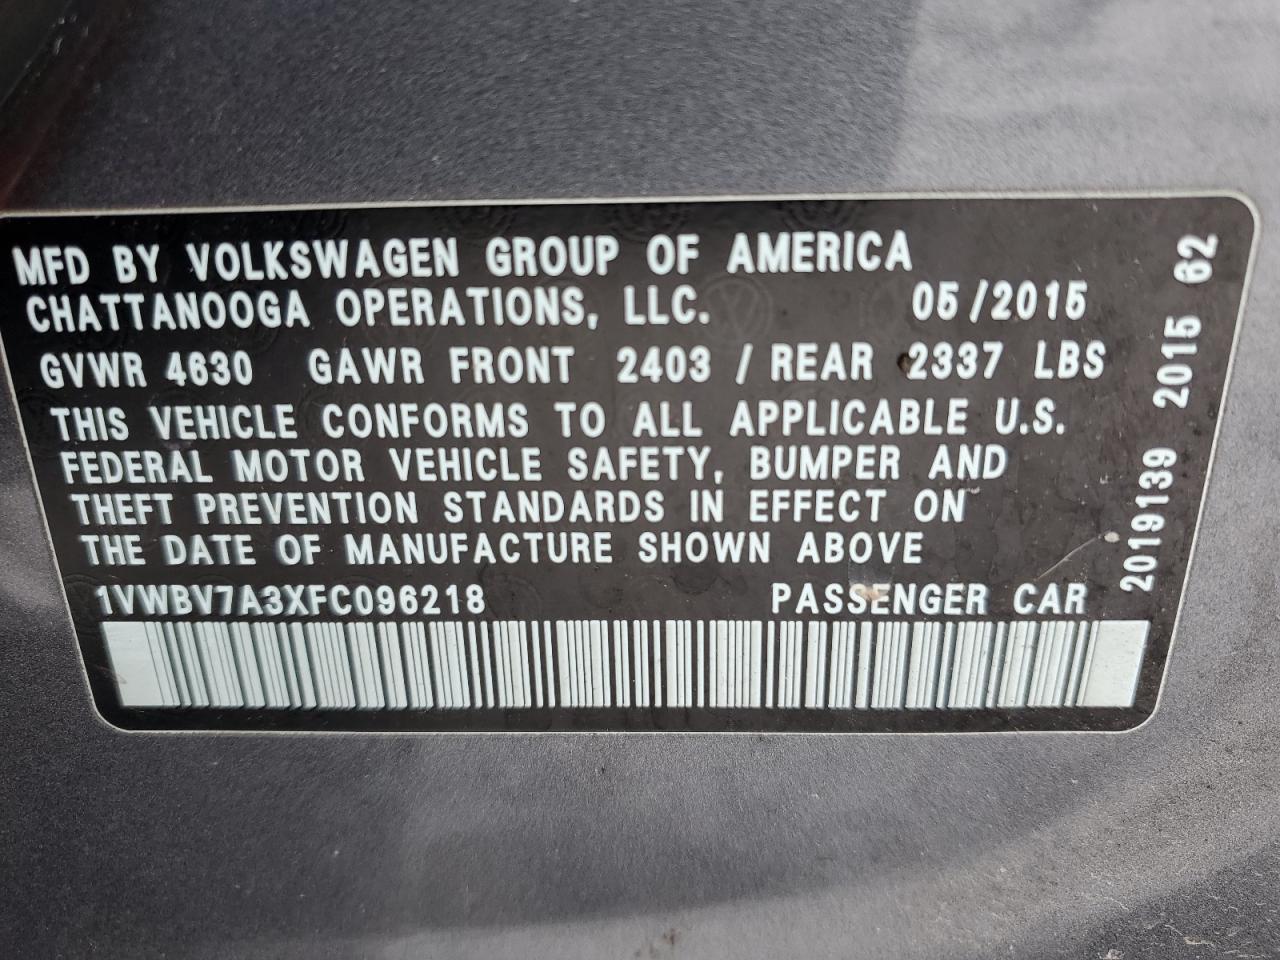 MFD BY VOLKSWAGEN GROUP OF AMERICA
CHATTANOOGA OPERATIONS, LLC. 05/2015
GVWR 4630 GAWR FRONT 2403 / REAR 2337 LBS
THIS VEHICLE CONFORMS TO ALL APPLICABLE U.S.
FEDERAL MOTOR VEHICLE SAFETY, BUMPER AND
THEFT PREVENTION STANDARDS IN EFFECT ON
THE DATE OF MANUFACTURE SHOWN ABOVE
1VWBV7A3XFC096218 PASSENGER CAR
2019139 2015 62